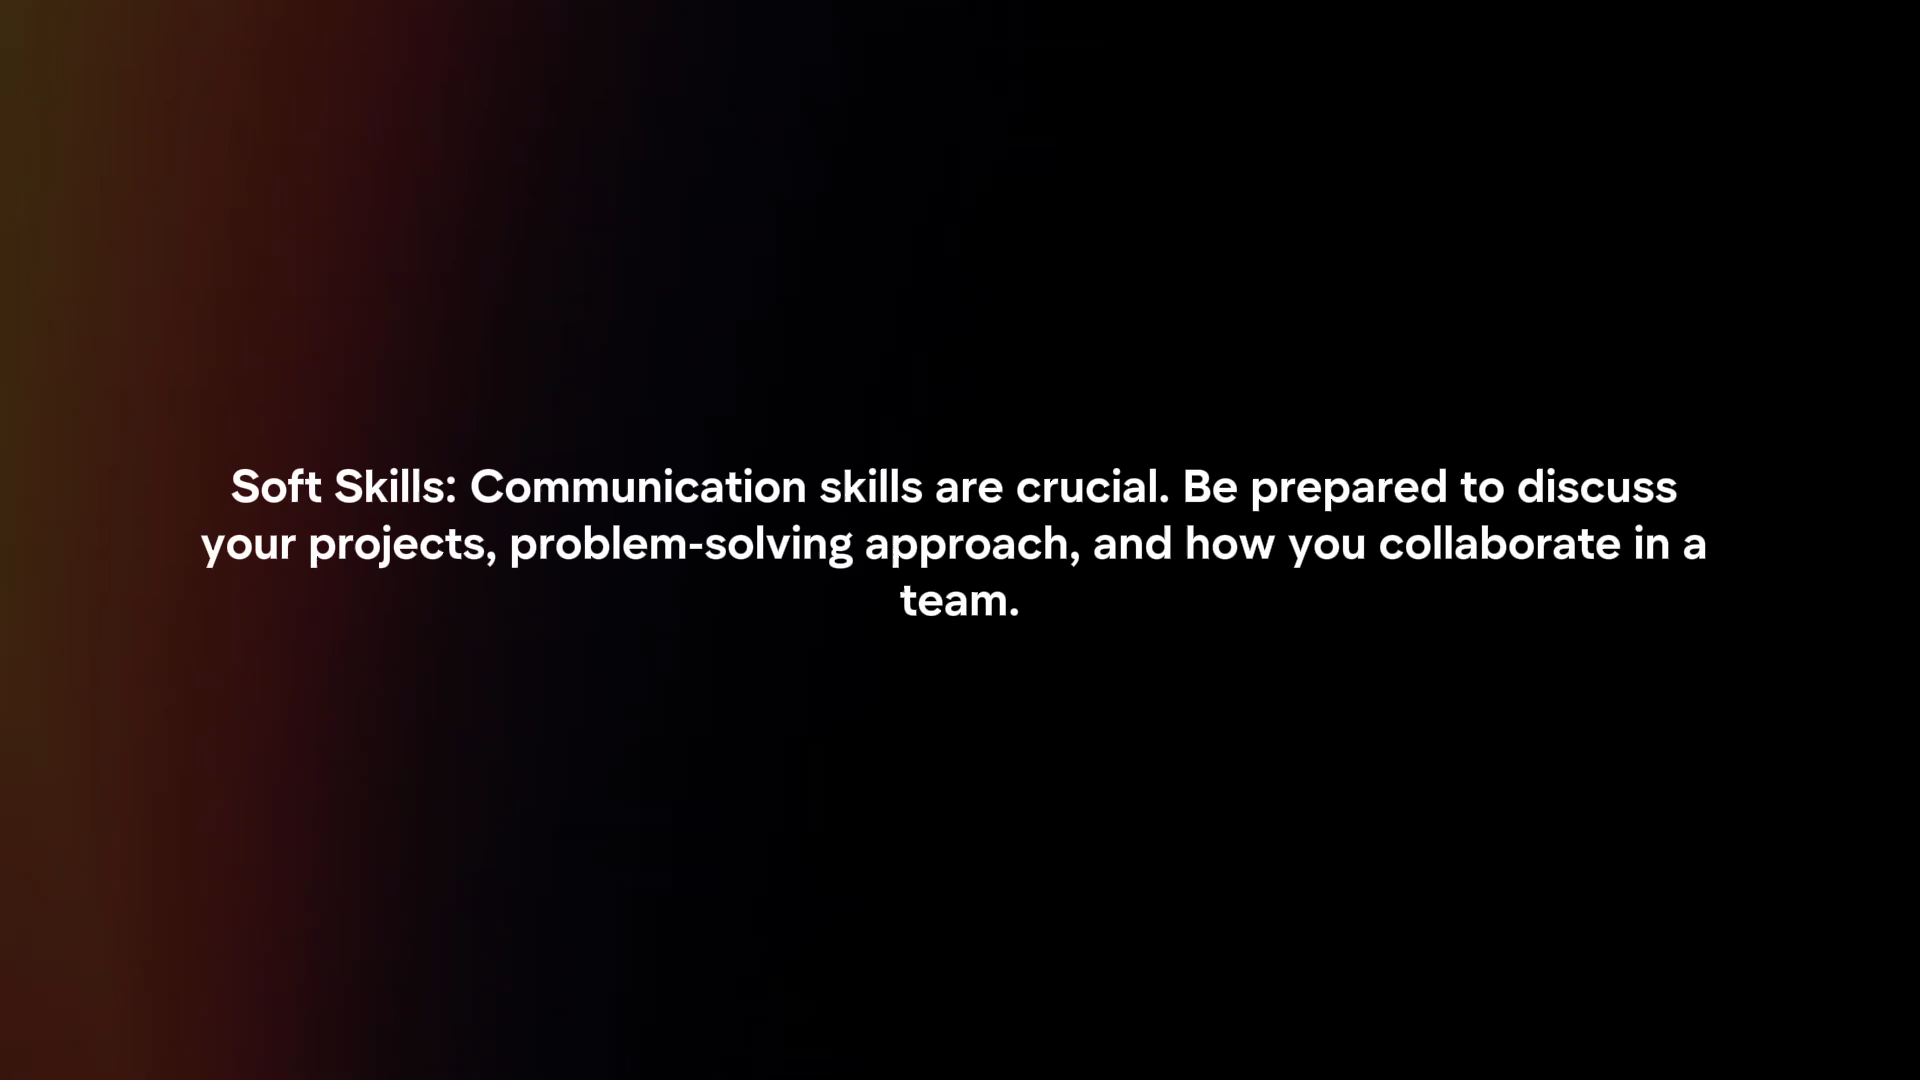 Soft Skills: Communication skills are crucial. Be prepared to discuss
your projects, problem-solving approach, and how you collaborate in a
team.